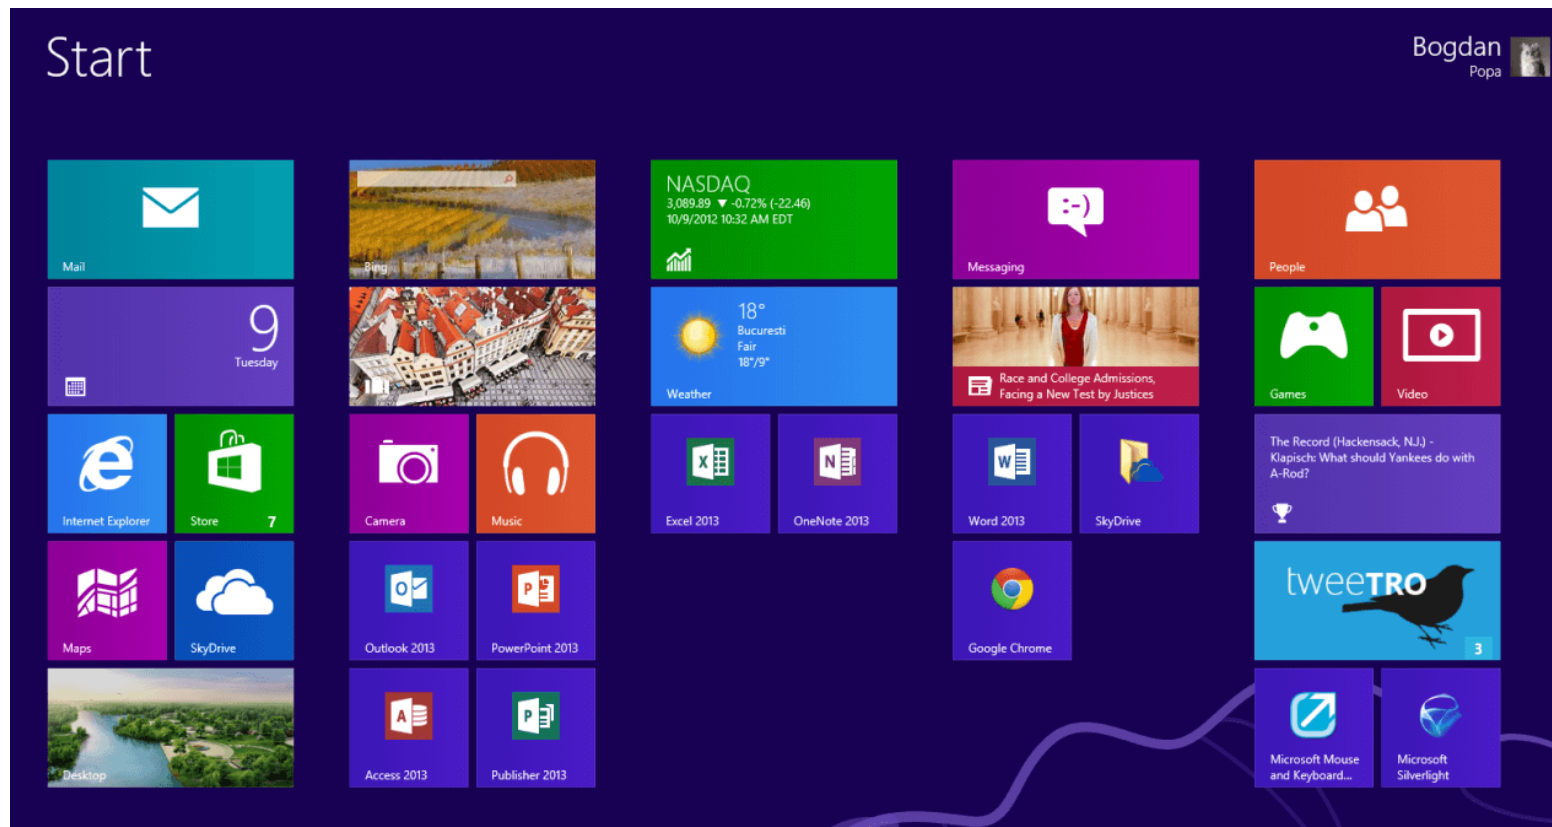 Start
Bogdan
Popa
Mail
Bing
NASDAQ
3,089.89 ▼ -0.72% (-22.46)
10/9/2012 10:32 AM EDT
:-)
Messaging
People
9
Tuesday
18°
Bucuresti
Fair
18°/9°
Weather
Race and College Admissions,
Facing a New Test by Justices
Games
Video
Internet Explorer
Store
7
Camera
Music
X
Excel 2013
N
OneNote 2013
W
Word 2013
SkyDrive
The Record (Hackensack, N.J.) -
Klapisch: What should Yankees do with
A-Rod?
Maps
SkyDrive
O
Outlook 2013
P
PowerPoint 2013
Google Chrome
tweeTRO
3
Desktop
A
Access 2013
P
Publisher 2013
Microsoft Mouse
and Keyboard...
Microsoft
Silverlight